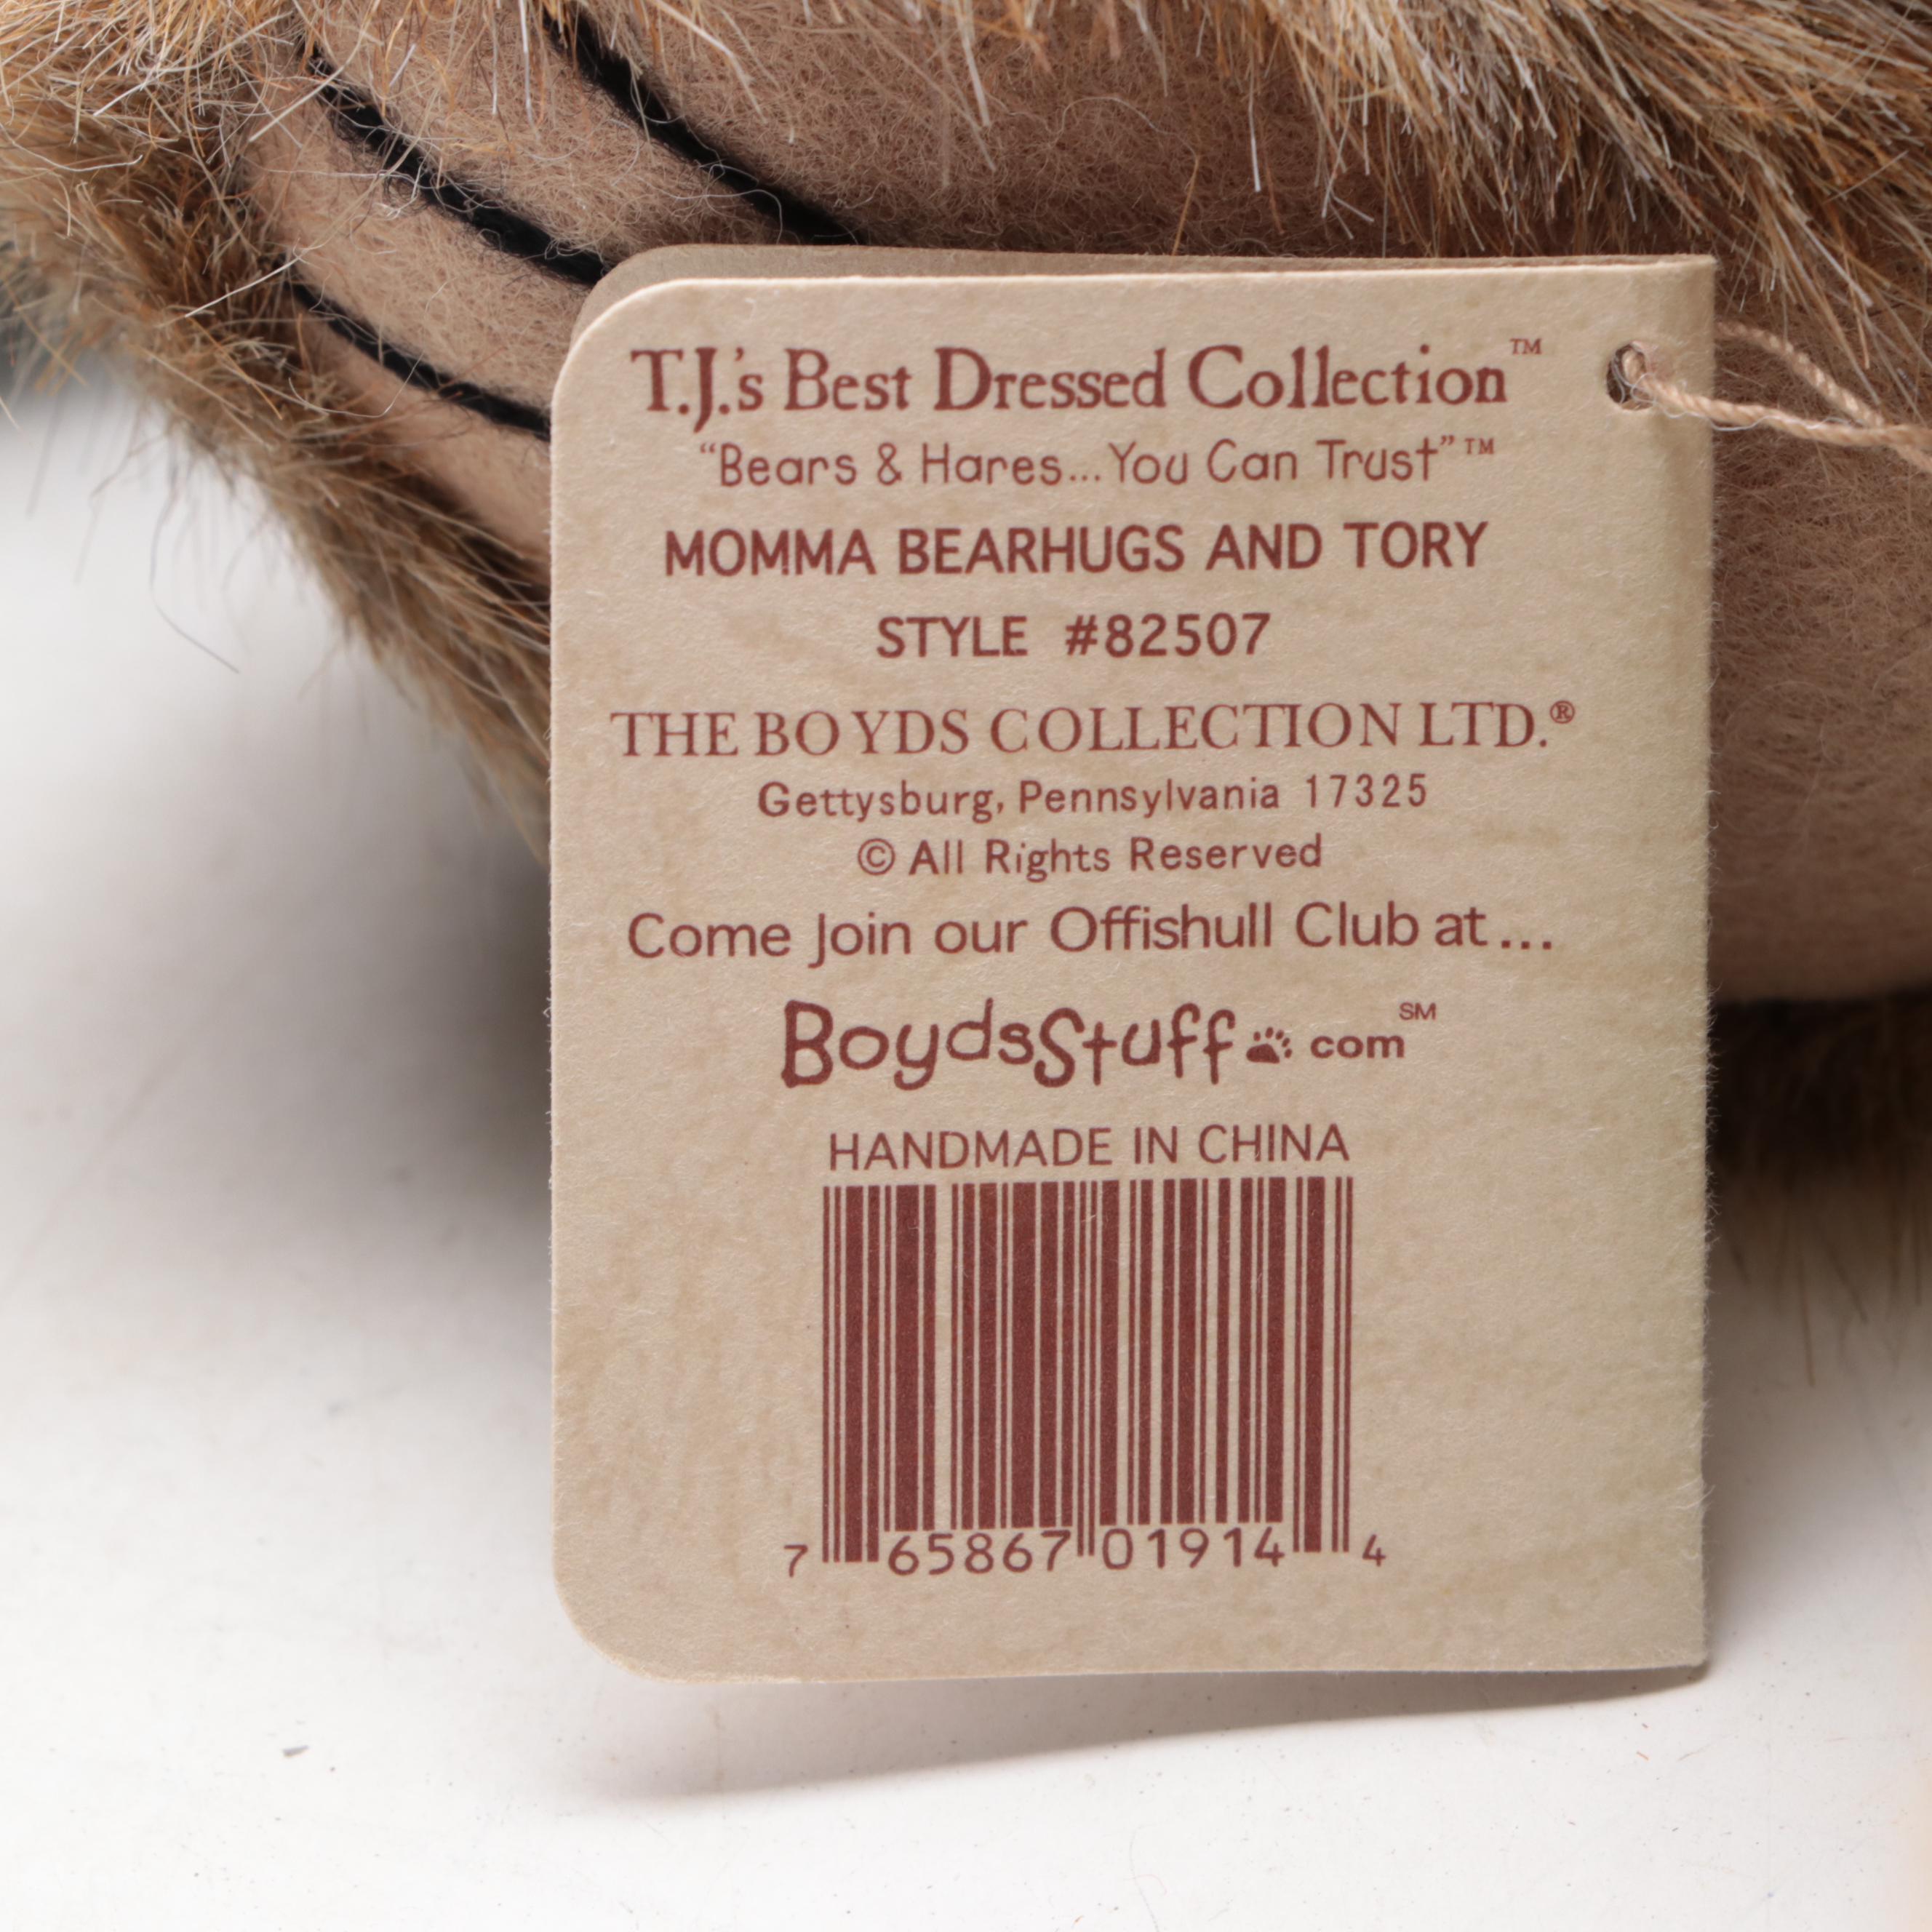 T.J.'s Best Dressed Collection™
"Bears & Hares...You Can Trust"™
MOMMA BEARHUGS AND TORY
STYLE #82507
THE BOYDS COLLECTION LTD.®
Gettysburg, Pennsylvania 17325
© All Rights Reserved
Come Join our Offishull Club at...
BoydsStuff.com℠
HANDMADE IN CHINA
7 65867 01914 4